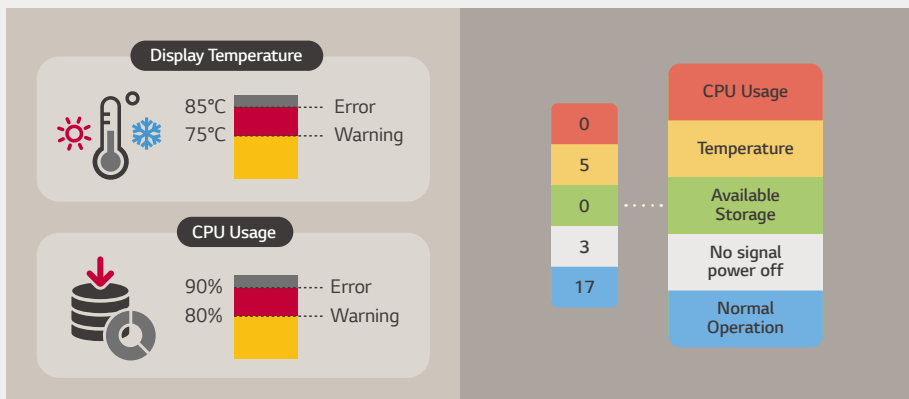 Display Temperature
85℃ Error
75℃ Warning
CPU Usage
90% Error
80% Warning
0
5
0
3
17
CPU Usage
Temperature
Available
Storage
No signal
power off
Normal
Operation